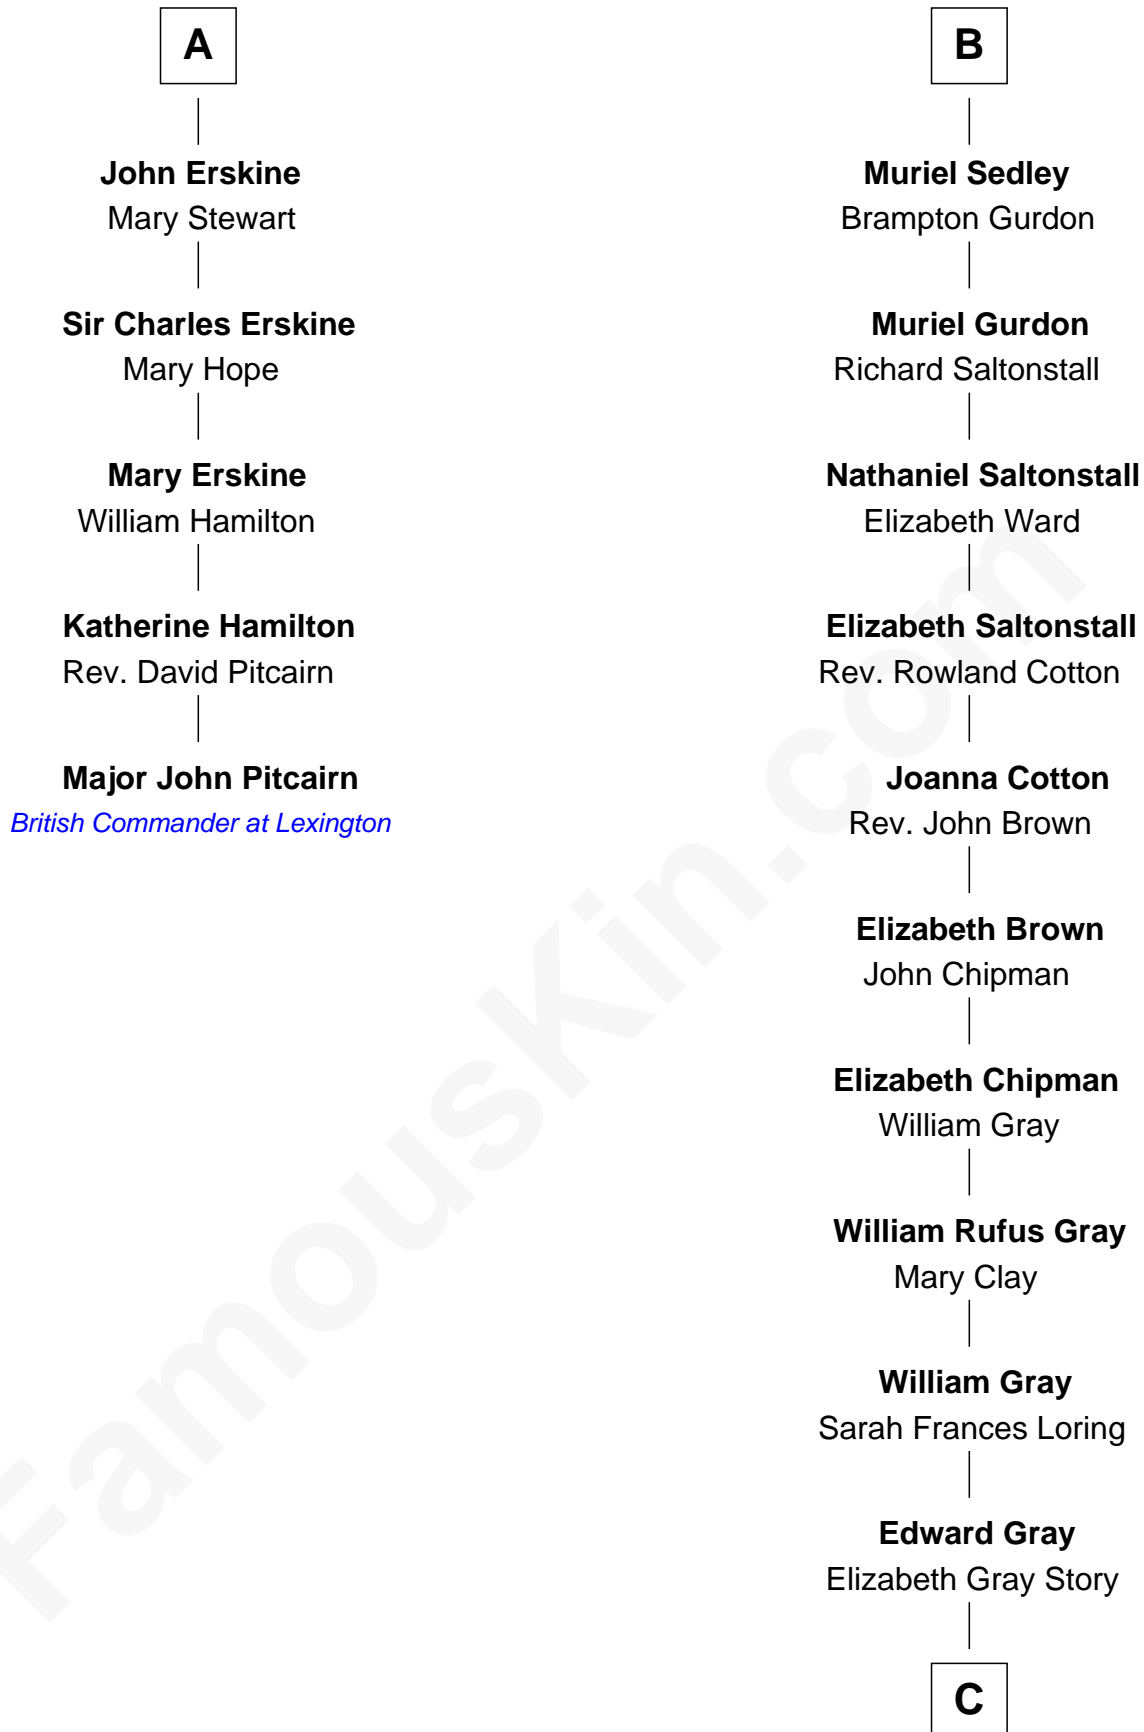 A
John Erskine
Mary Stewart
Sir Charles Erskine
Mary Hope
Mary Erskine
William Hamilton
Katherine Hamilton
Rev. David Pitcairn
Major John Pitcairn
British Commander at Lexington
B
Muriel Sedley
Brampton Gurdon
Muriel Gurdon
Richard Saltonstall
Nathaniel Saltonstall
Elizabeth Ward
Elizabeth Saltonstall
Rev. Rowland Cotton
Joanna Cotton
Rev. John Brown
Elizabeth Brown
John Chipman
Elizabeth Chipman
William Gray
William Rufus Gray
Mary Clay
William Gray
Sarah Frances Loring
Edward Gray
Elizabeth Gray Story
C
FamousKin.com